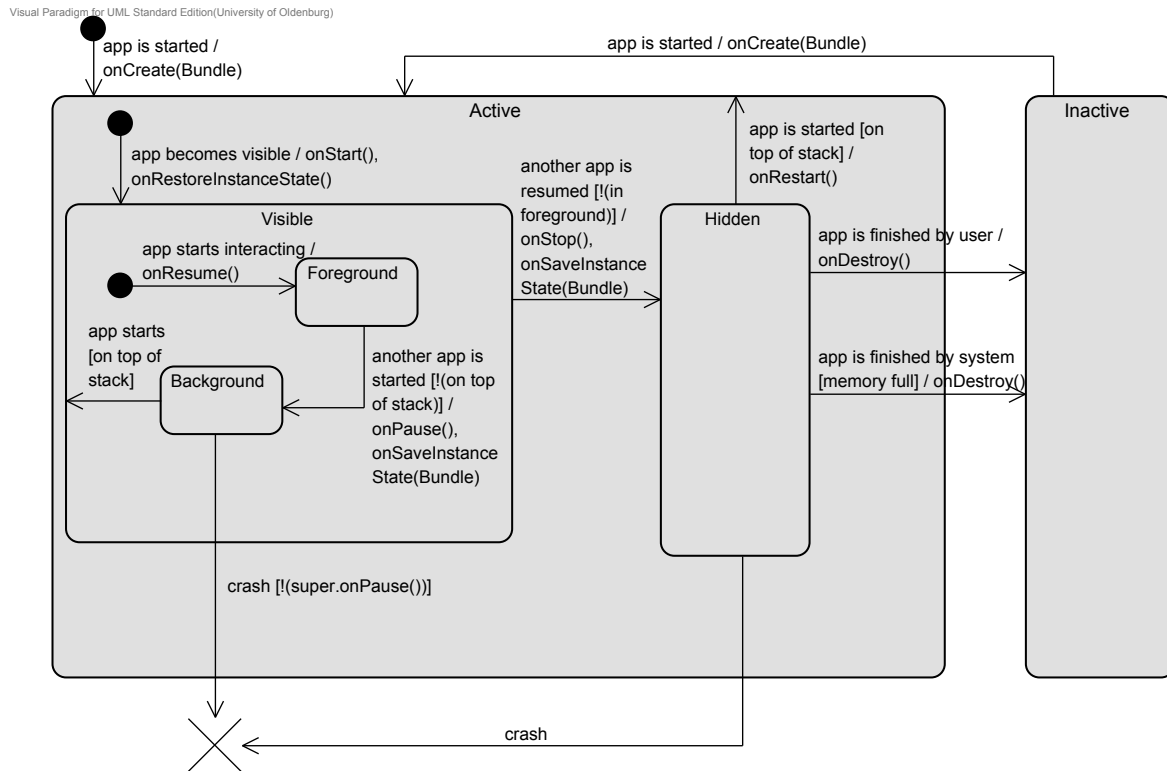 Visual Paradigm for UML Standard Edition(University of Oldenburg)
app is started /
onCreate(Bundle)
app is started / onCreate(Bundle)
Active
Inactive
app becomes visible / onStart(),
onRestoreInstanceState()
another app is
resumed [!(in
foreground)] /
onStop(),
onSaveInstance
State(Bundle)
app is started [on
top of stack] /
onRestart()
Visible
Hidden
app starts interacting /
onResume()
Foreground
app is finished by user /
onDestroy()
app starts
[on top of
stack]
Background
another app is
started [!(on top
of stack)] /
onPause(),
onSaveInstance
State(Bundle)
app is finished by system
[memory full] / onDestroy()
crash [!(super.onPause())]
crash